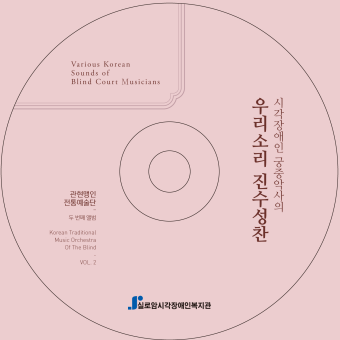 Various Korean
Sounds of
Blind Court Musicians
시각장애인 궁중악사의
우리소리 진수성찬
관현맹인
전통예술단
두 번째 앨범
Korean Traditional
Music Orchestra
Of The Blind
-
VOL. 2
실로암시각장애인복지관